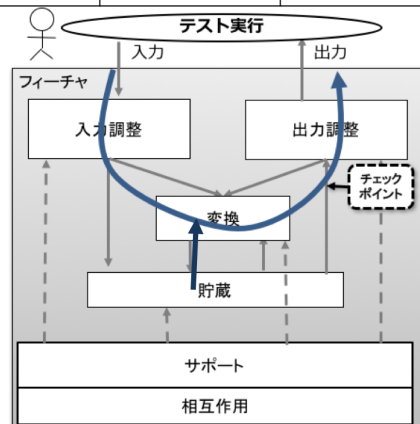 テスト実行
入力
出力
フィーチャ
入力調整
出力調整
チェック
ポイント
変換
貯蔵
サポート
相互作用